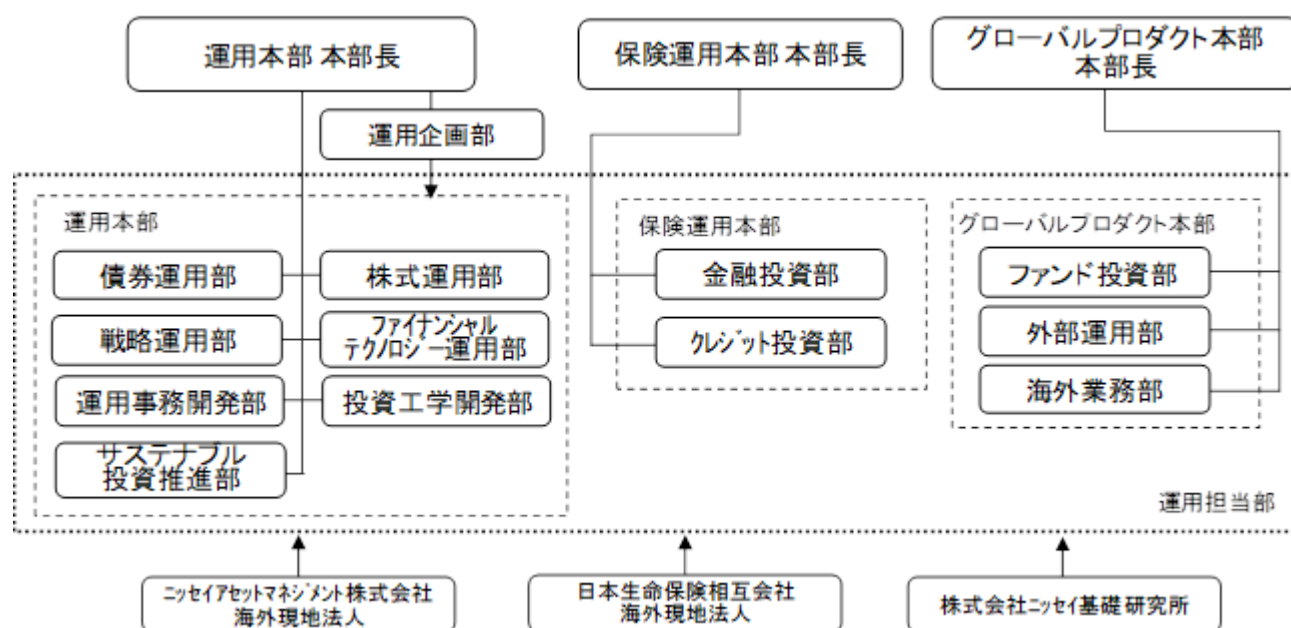 運用本部 本部長
保険運用本部 本部長
グローバルプロダクト本部
本部長
運用企画部
運用本部
債券運用部
株式運用部
戦略運用部
ファイナンシャル
テクノロジー運用部
運用事務開発部
投資工学開発部
サステナブル
投資推進部
保険運用本部
金融投資部
クレジット投資部
グローバルプロダクト本部
ファンド投資部
外部運用部
海外業務部
運用担当部
ニッセイアセットマネジメント株式会社
海外現地法人
日本生命保険相互会社
海外現地法人
株式会社ニッセイ基礎研究所